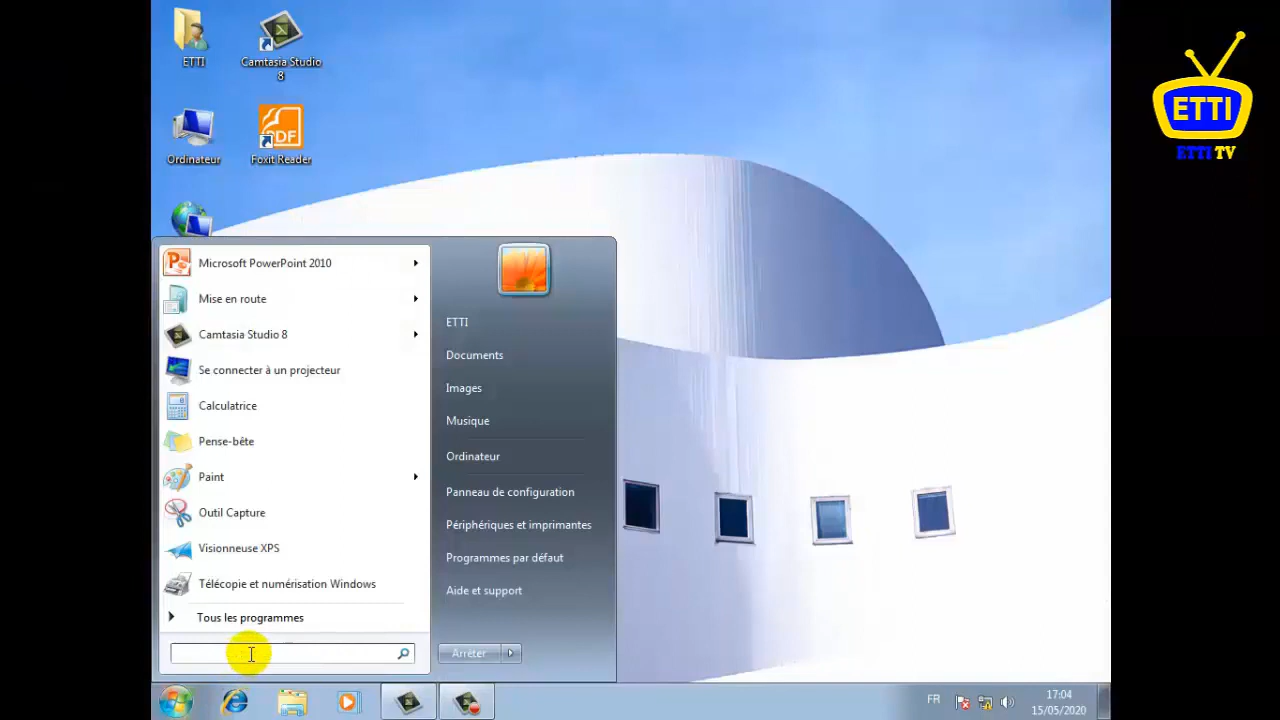 ETTI
Camtasia Studio
8
Ordinateur
PDF
Foxit Reader
ETTI
ETTI TV
Microsoft PowerPoint 2010
Mise en route
Camtasia Studio 8
Se connecter à un projecteur
Calculatrice
Pense-bête
Paint
Outil Capture
Visionneuse XPS
Télécopie et numérisation Windows
Tous les programmes
ETTI
Documents
Images
Musique
Ordinateur
Panneau de configuration
Périphériques et imprimantes
Programmes par défaut
Aide et support
Arrêter
FR
17:04
15/05/2020